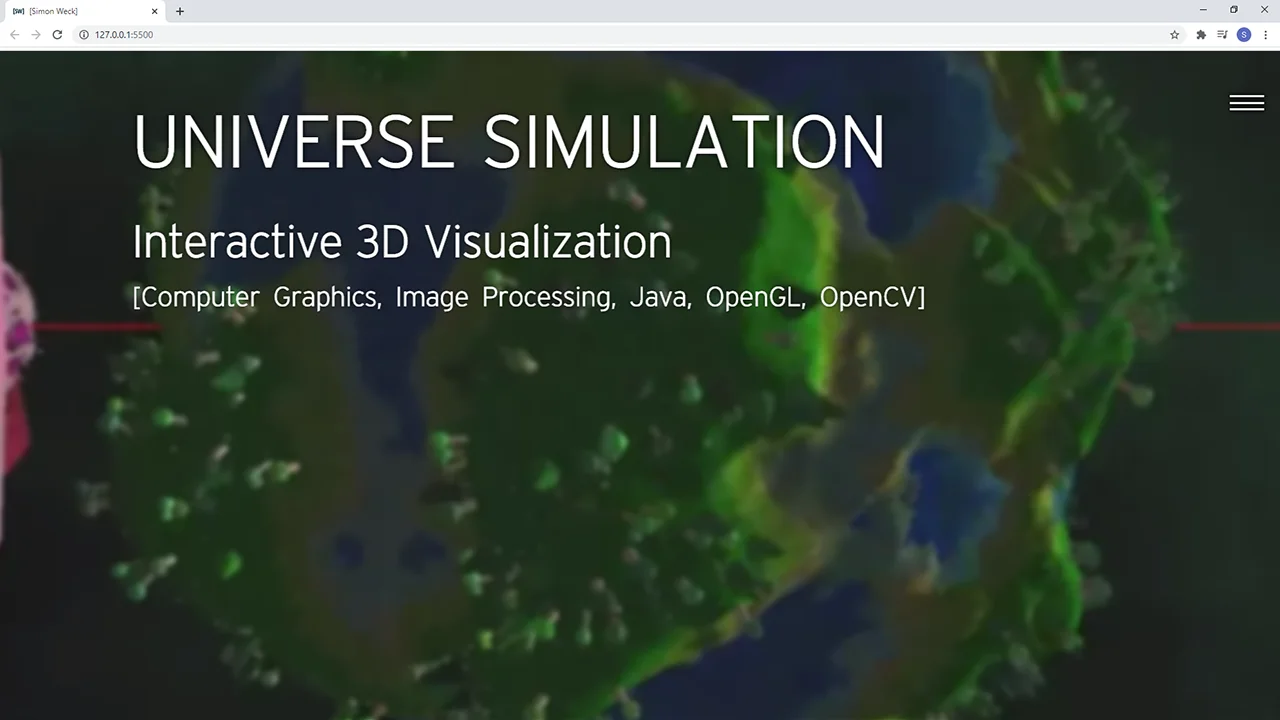 [SW] [Simon Weck]
127.0.0.1:5500
S
UNIVERSE SIMULATION
Interactive 3D Visualization
[Computer Graphics, Image Processing, Java, OpenGL, OpenCV]